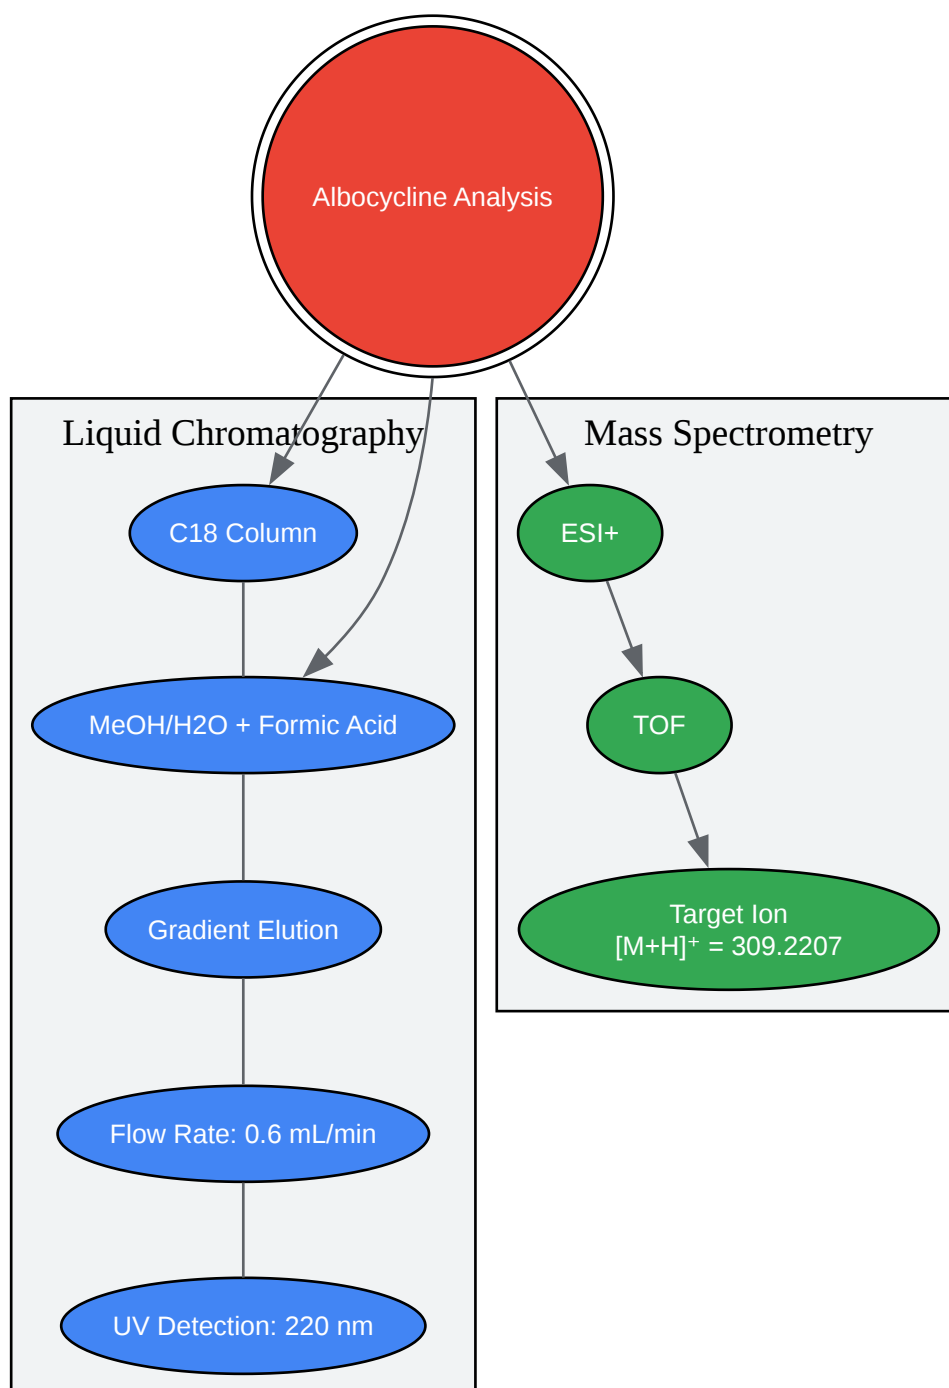 Albocycline Analysis
Liquid Chromatography
C18 Column
MeOH/H2O + Formic Acid
Gradient Elution
Flow Rate: 0.6 mL/min
UV Detection: 220 nm
Mass Spectrometry
ESI+
TOF
Target Ion
[M+H]⁺ = 309.2207